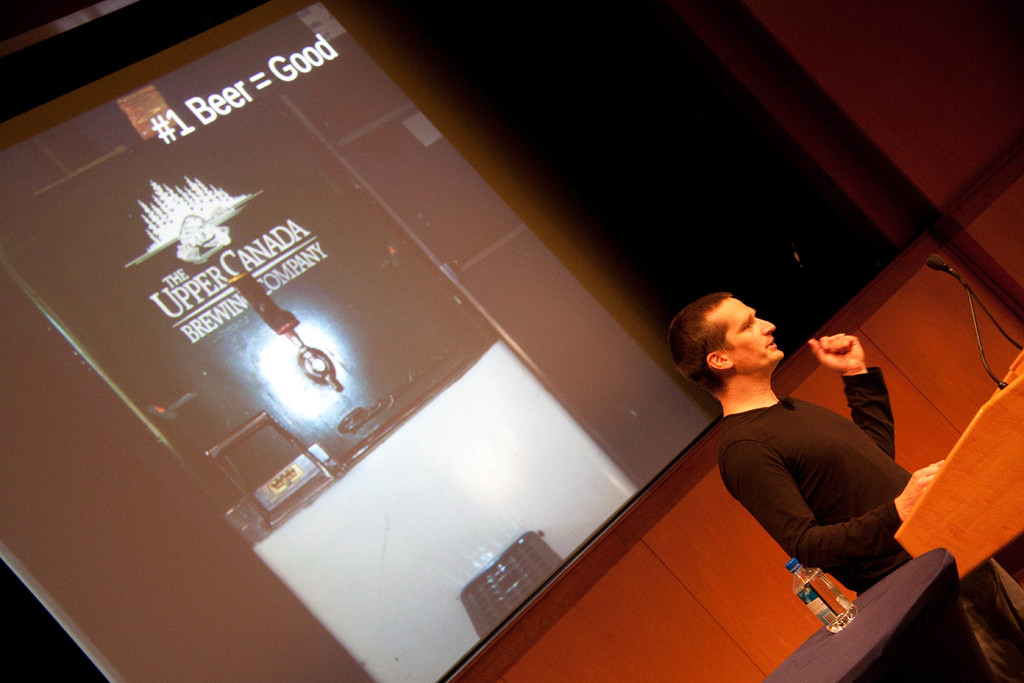 #1 Beer = Good
THE
UPPER CANADA
BREWING COMPANY